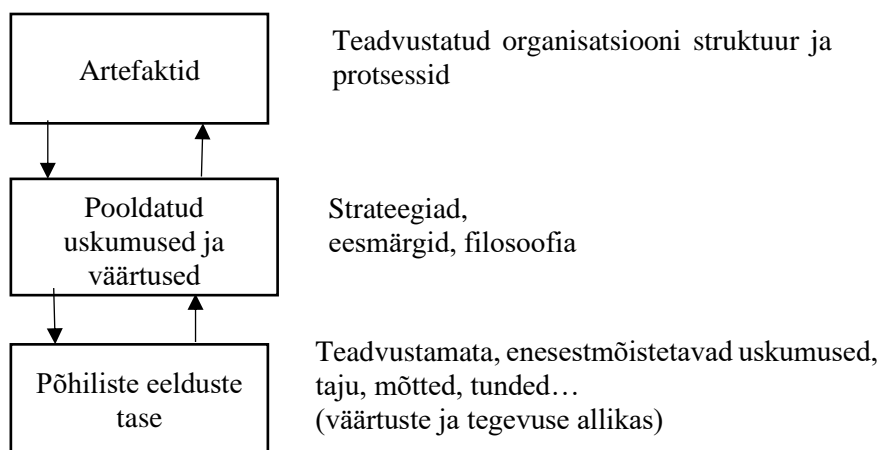 Artefaktid
Teadvustatud organisatsiooni struktuur ja
protsessid
Pooldatud
uskumused ja
väärtused
Strateegiad,
eesmärgid, filosoofia
Põhiliste eelduste
tase
Teadvustamata, enesestmõistetavad uskumused,
taju, mõtted, tunded…
(väärtuste ja tegevuse allikas)